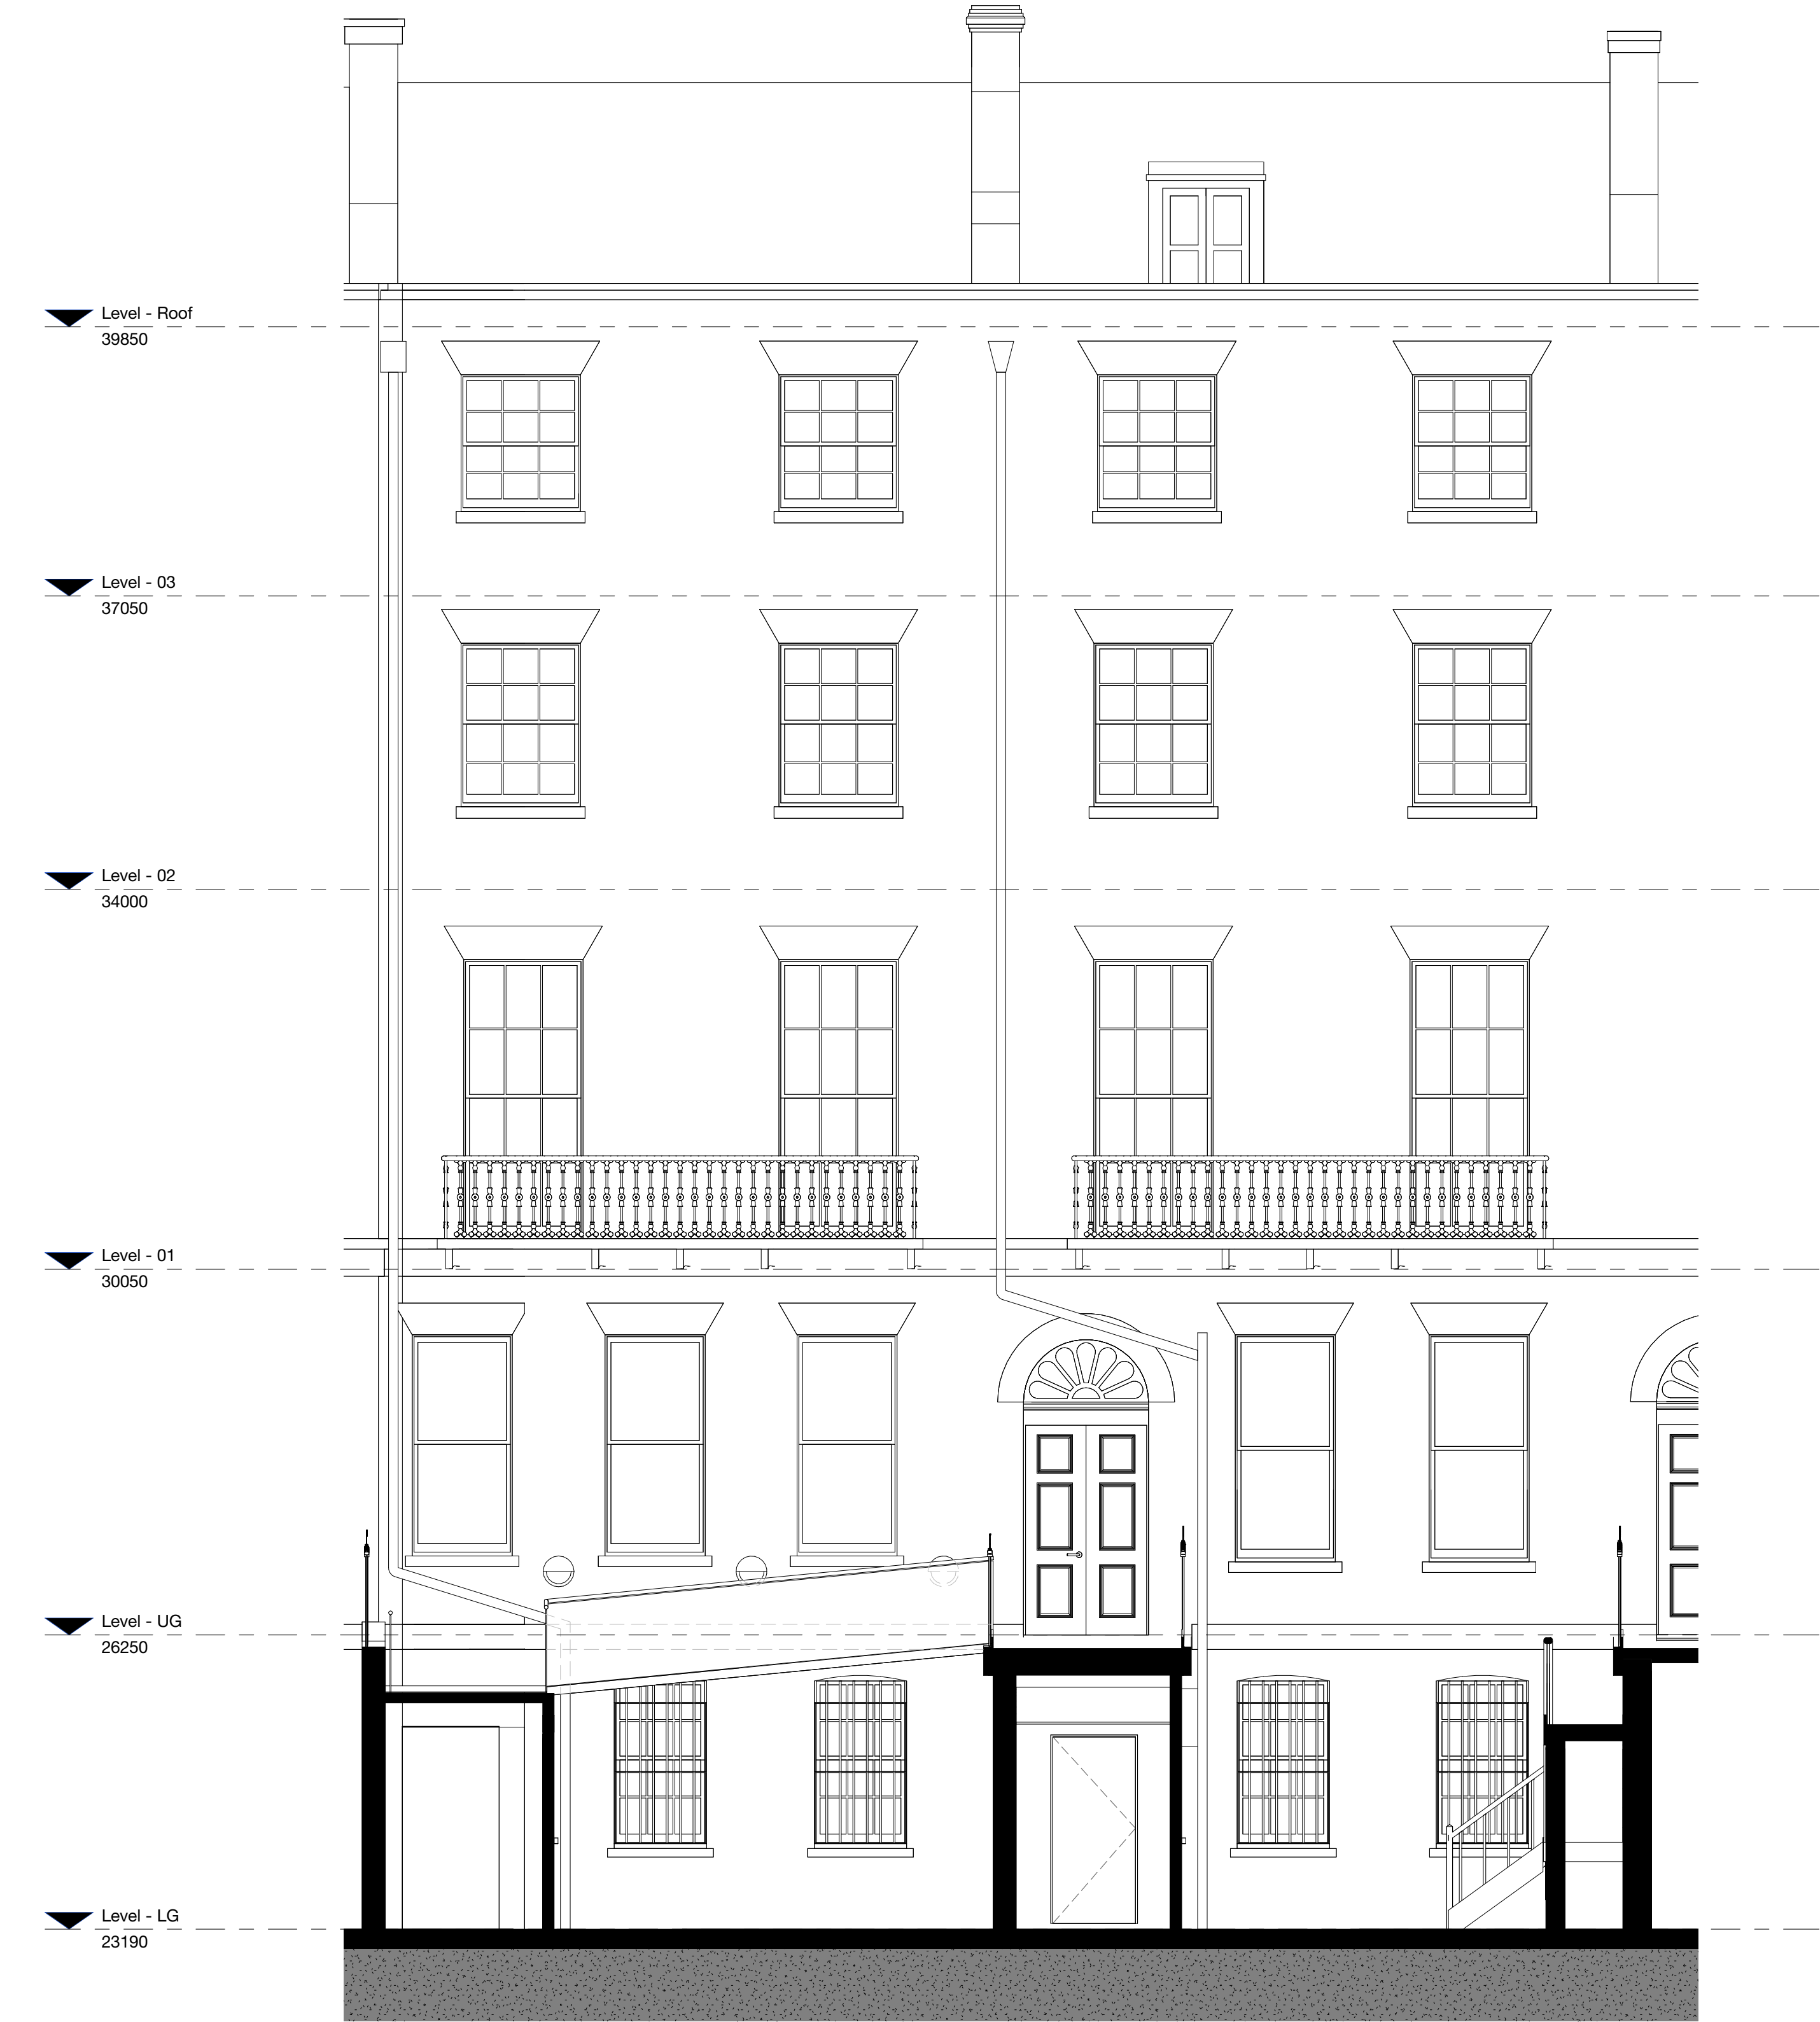 Level - Roof
39850
Level - 03
37050
Level - 02
34000
Level - 01
30050
Level - UG
26250
Level - LG
23190